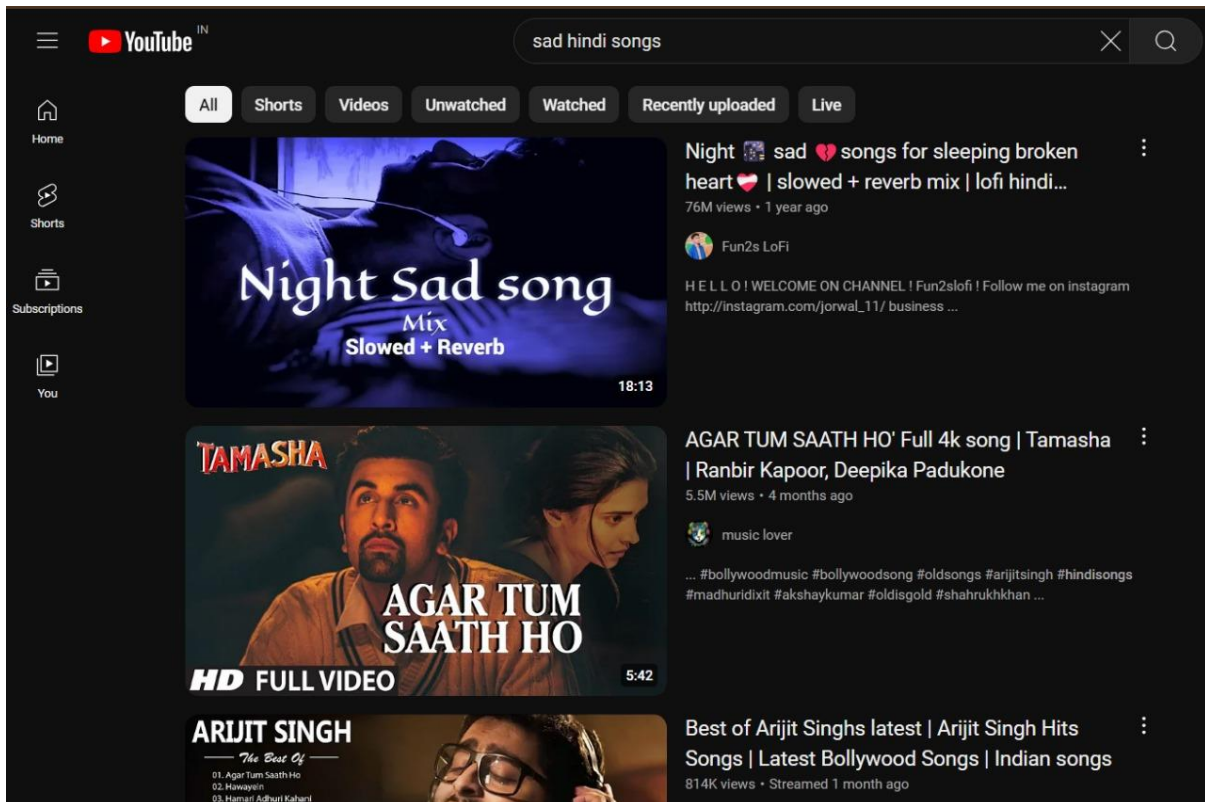 YouTube IN
sad hindi songs
Home
Shorts
Subscriptions
You
All Shorts Videos Unwatched Watched Recently uploaded Live
Night Sad song
Mix
Slowed + Reverb
18:13
Night 🌃 sad 💔 songs for sleeping broken
heart❤️‍🩹 | slowed + reverb mix | lofi hindi...
76M views • 1 year ago
Fun2s LoFi
H E L L O ! WELCOME ON CHANNEL ! Fun2slofi ! Follow me on instagram
http://instagram.com/jorwal_11/ business ...
TAMASHA
AGAR TUM
SAATH HO
HD FULL VIDEO
5:42
AGAR TUM SAATH HO' Full 4k song | Tamasha
| Ranbir Kapoor, Deepika Padukone
5.5M views • 4 months ago
music lover
... #bollywoodmusic #bollywoodsong #oldsongs #arijitsingh #hindisongs
#madhuridixit #akshaykumar #oldisgold #shahrukhkhan ...
ARIJIT SINGH
The Best Of
01. Agar Tum Saath Ho
02. Hawayein
03. Hamari Adhuri Kahani
Best of Arijit Singhs latest | Arijit Singh Hits
Songs | Latest Bollywood Songs | Indian songs
814K views • Streamed 1 month ago